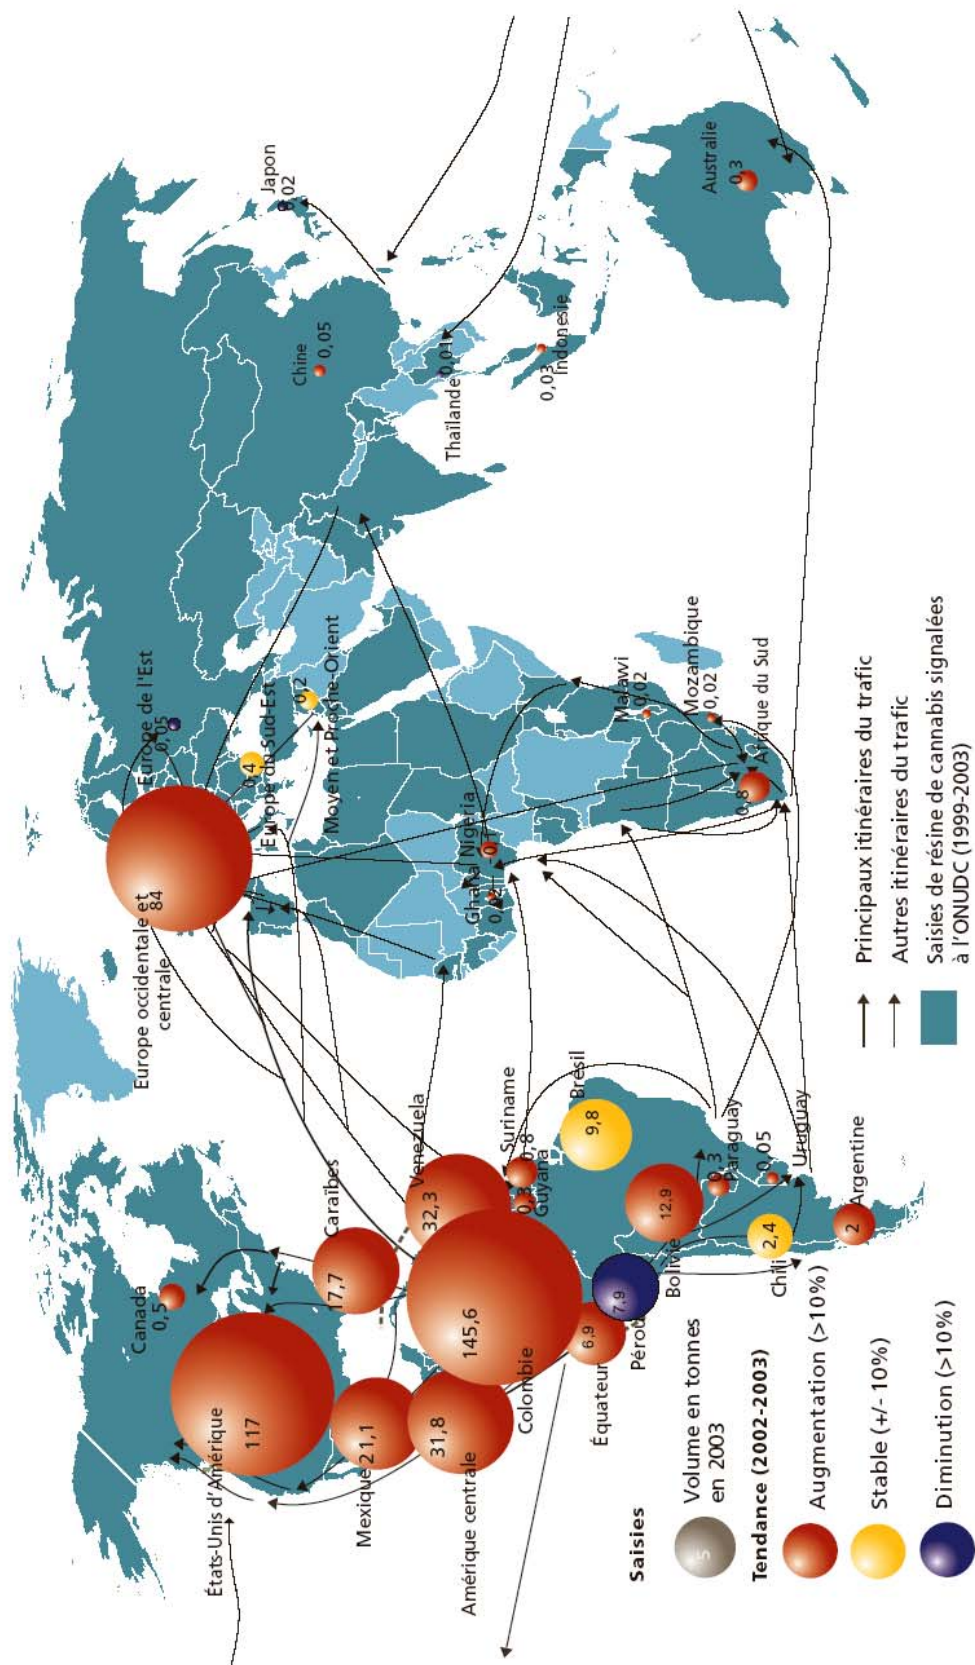 Canada
0,5
États-Unis d'Amérique
117
Mexique
21,1
Amérique centrale
31,8
Caraïbes
17,7
Venezuela
32,3
Colombie
145,6
Suriname
0,8
Guyana
0,3
Équateur
6,9
Pérou
7,9
Brésil
9,8
Bolivie
12,9
Paraguay
0,3
0,05
Uruguay
Chili
2,4
Argentine
2
Europe occidentale et
centrale
84
Europe de l'Est
0,05
Europe du Sud-Est
0,4
Moyen et Proche-Orient
0,2
Ghana
Nigeria
Malawi
0,02
Mozambique
0,02
Afrique du Sud
0,8
Chine
0,05
Japon
0,02
Thaïlande
0,01
Indonésie
0,03
Australie
0,3
Saisies
5
Volume en tonnes
en 2003
Tendance (2002-2003)
Augmentation (>10%)
Stable (+/- 10%)
Diminution (>10%)
Principaux itinéraires du trafic
Autres itinéraires du trafic
Saisies de résine de cannabis signalées
à l'ONUDC (1999-2003)